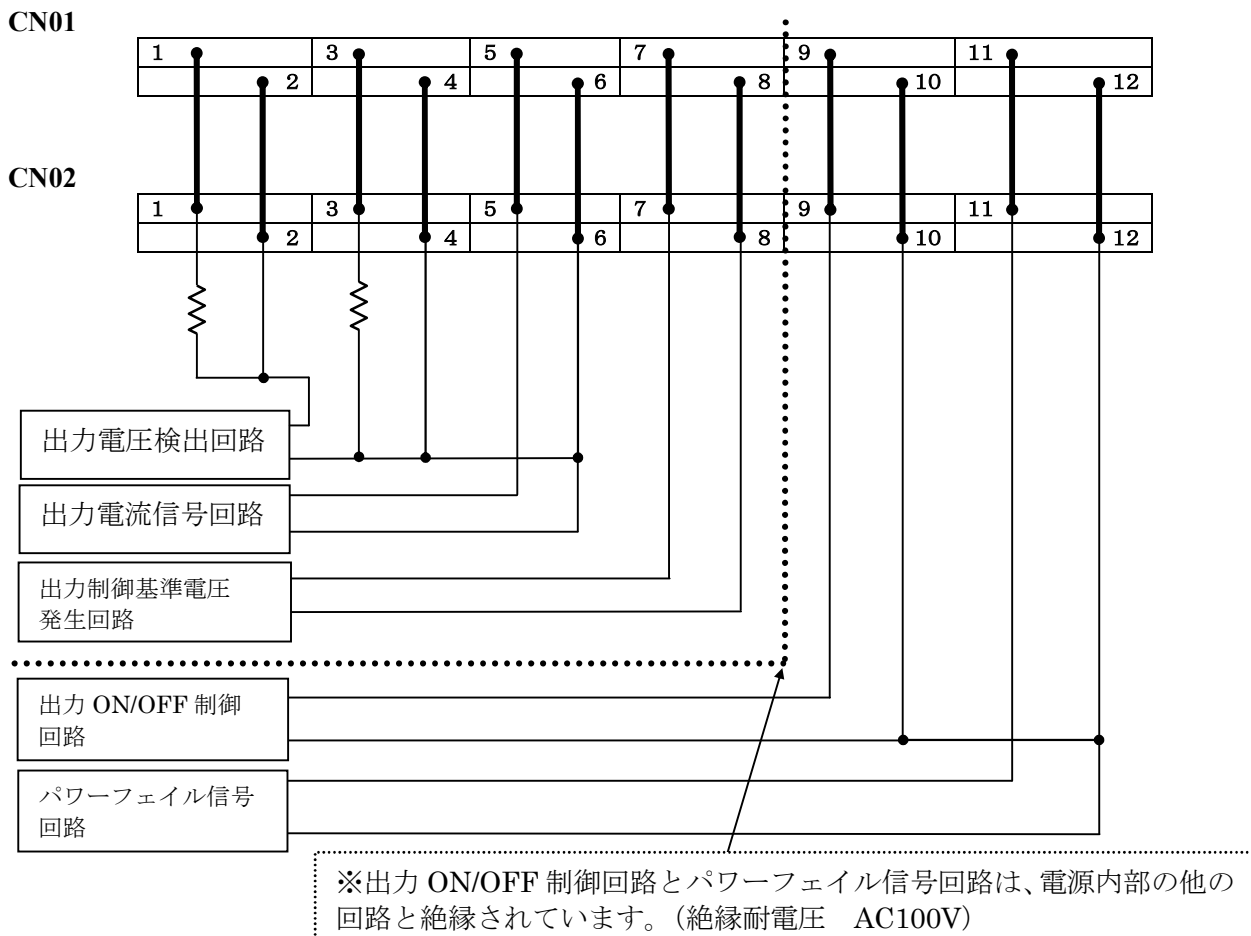 CN01
1 3 5 7 9 11
2 4 6 8 10 12
CN02
1 3 5 7 9 11
2 4 6 8 10 12
出力電圧検出回路
出力電流信号回路
出力制御基準電圧
発生回路
出力 ON/OFF 制御
回路
パワーフェイル信号
回路
※出力 ON/OFF 制御回路とパワーフェイル信号回路は、電源内部の他の
回路と絶縁されています。（絶縁耐電圧　AC100V）